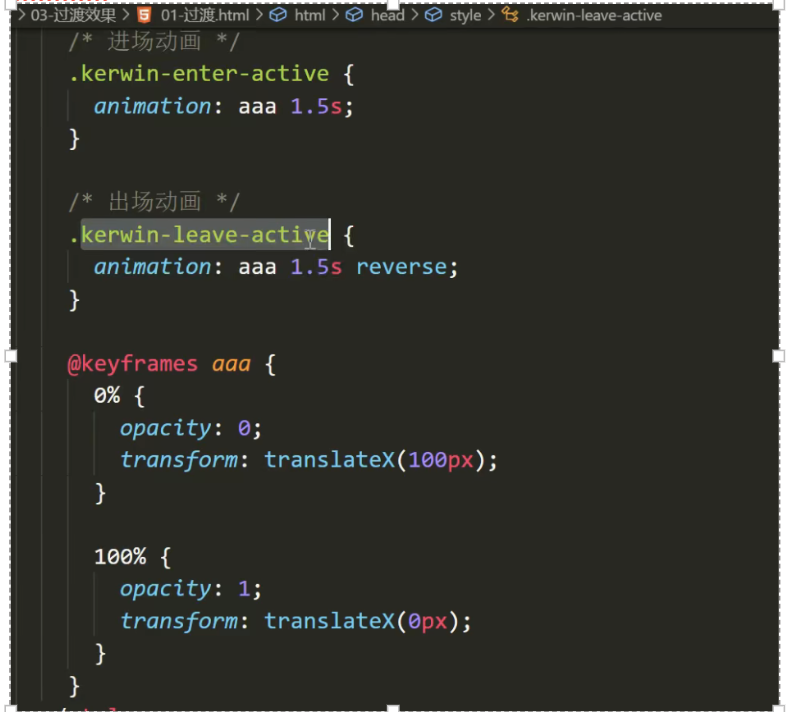 > 03-过渡效果 > 01-过渡.html > html > head > style > .kerwin-leave-active
/* 进场动画 */
.kerwin-enter-active {
animation: aaa 1.5s;
}
/* 出场动画 */
.kerwin-leave-active {
animation: aaa 1.5s reverse;
}
@keyframes aaa {
0% {
opacity: 0;
transform: translateX(100px);
}
100% {
opacity: 1;
transform: translateX(0px);
}
}